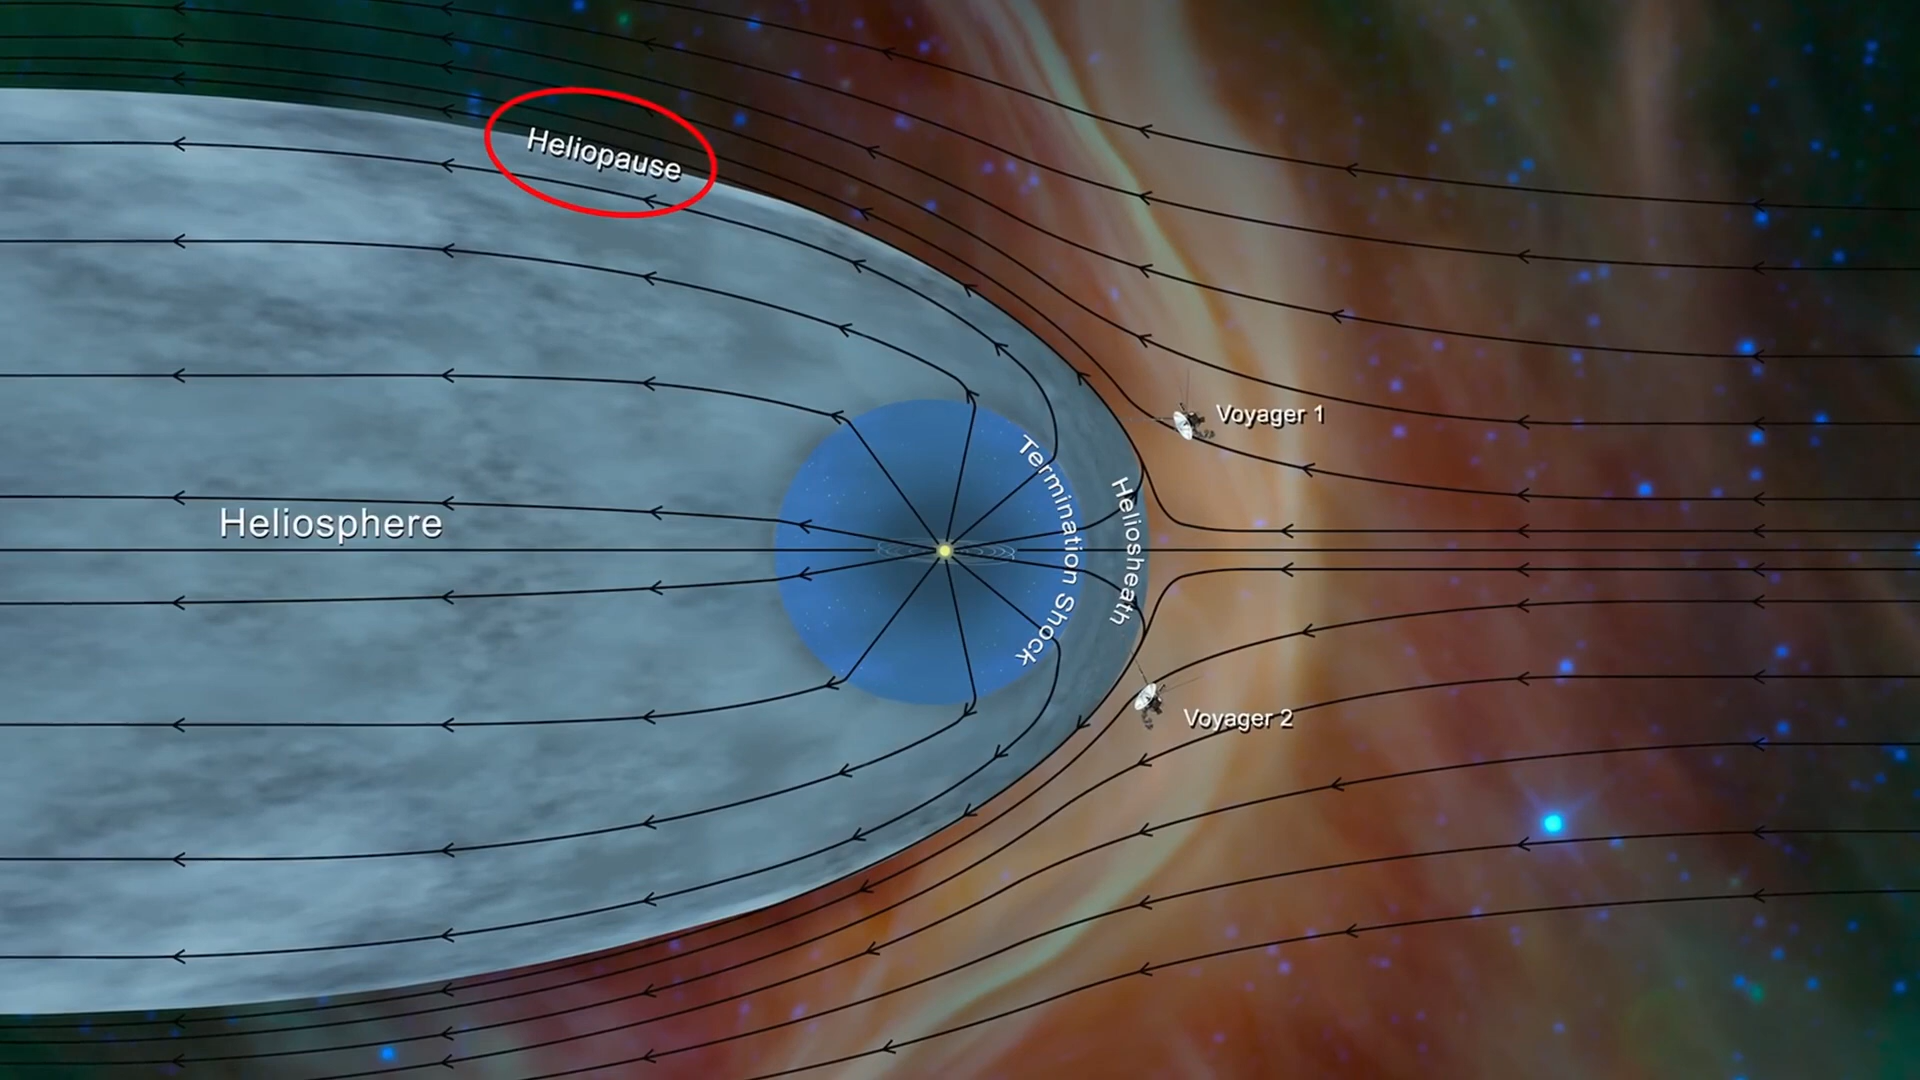 Heliopause
Voyager 1
Termination Shock
Heliosheath
Heliosphere
Voyager 2